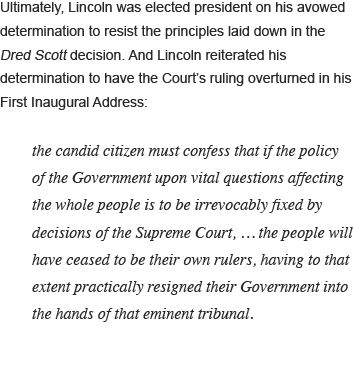 Ultimately, Lincoln was elected president on his avowed
determination to resist the principles laid down in the
Dred Scott decision. And Lincoln reiterated his
determination to have the Court’s ruling overturned in his
First Inaugural Address:
the candid citizen must confess that if the policy
of the Government upon vital questions affecting
the whole people is to be irrevocably fixed by
decisions of the Supreme Court, … the people will
have ceased to be their own rulers, having to that
extent practically resigned their Government into
the hands of that eminent tribunal.